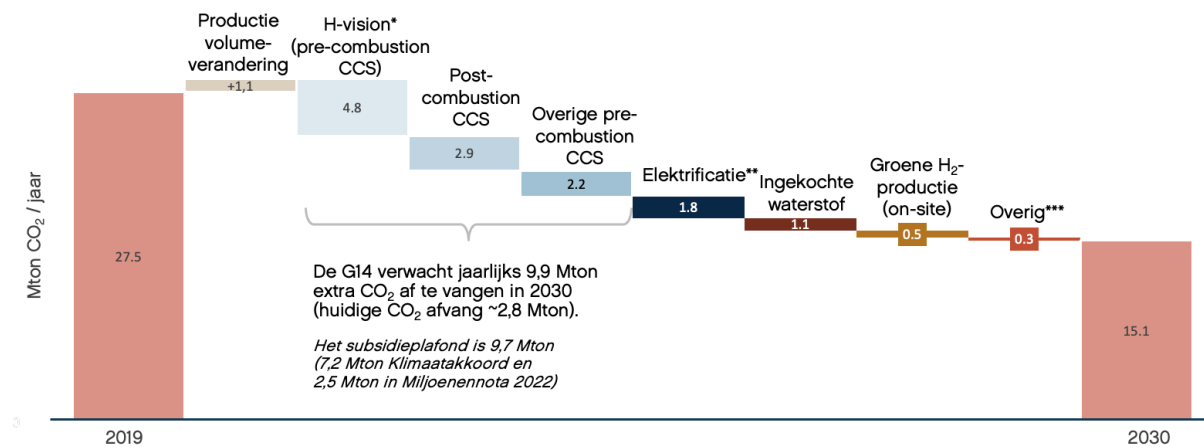 Productie
volume-
verandering
+1,1
H-vision*
(pre-combustion
CCS)
4.8
Post-
combustion
CCS
2.9
Overige pre-
combustion
CCS
2.2
Elektrificatie**
1.8
Ingekochte
waterstof
1.1
Groene H₂-
productie
(on-site)
0.5
Overig***
0.3
Mton CO₂ / jaar
27.5
15.1
De G14 verwacht jaarlijks 9,9 Mton
extra CO₂ af te vangen in 2030
(huidige CO₂ afvang ~2,8 Mton).
Het subsidieplafond is 9,7 Mton
(7,2 Mton Klimaatakkoord en
2,5 Mton in Miljoenennota 2022)
2019
2030